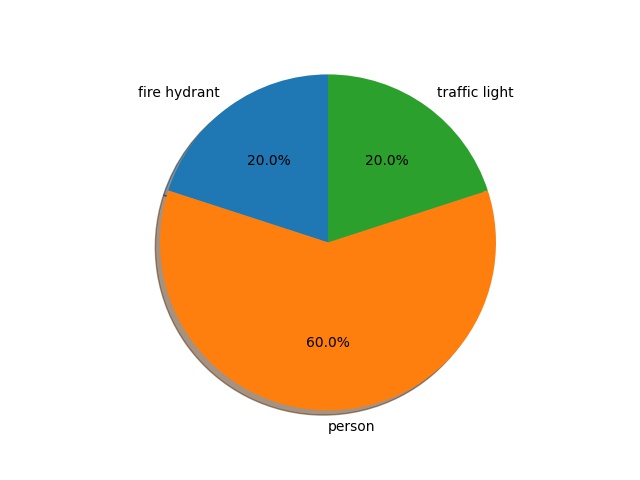 fire hydrant
traffic light
20.0%
20.0%
60.0%
person